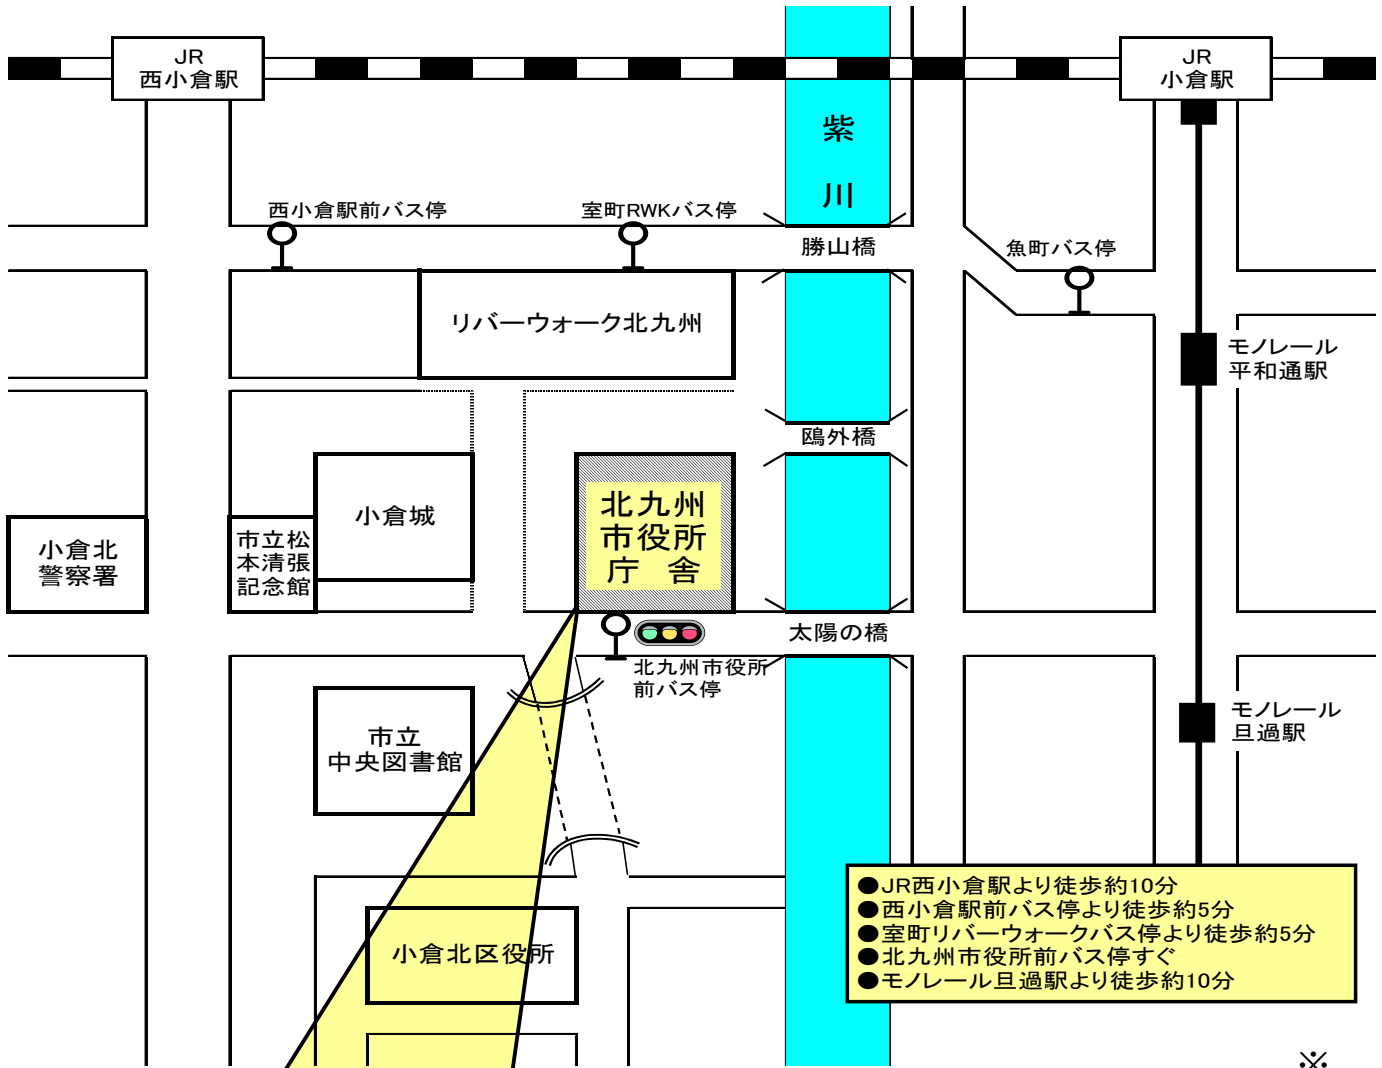 JR
西小倉駅
JR
小倉駅
紫
川
西小倉駅前バス停
室町RWKバス停
勝山橋
魚町バス停
リバーウォーク北九州
モノレール
平和通駅
鴎外橋
小倉城
北九州
市役所
庁 舎
小倉北
警察署
市立松
本清張
記念館
太陽の橋
北九州市役所
前バス停
モノレール
旦過駅
市立
中央図書館
小倉北区役所
●JR西小倉駅より徒歩約10分
●西小倉駅前バス停より徒歩約5分
●室町リバーウォークバス停より徒歩約5分
●北九州市役所前バス停すぐ
●モノレール旦過駅より徒歩約10分
※